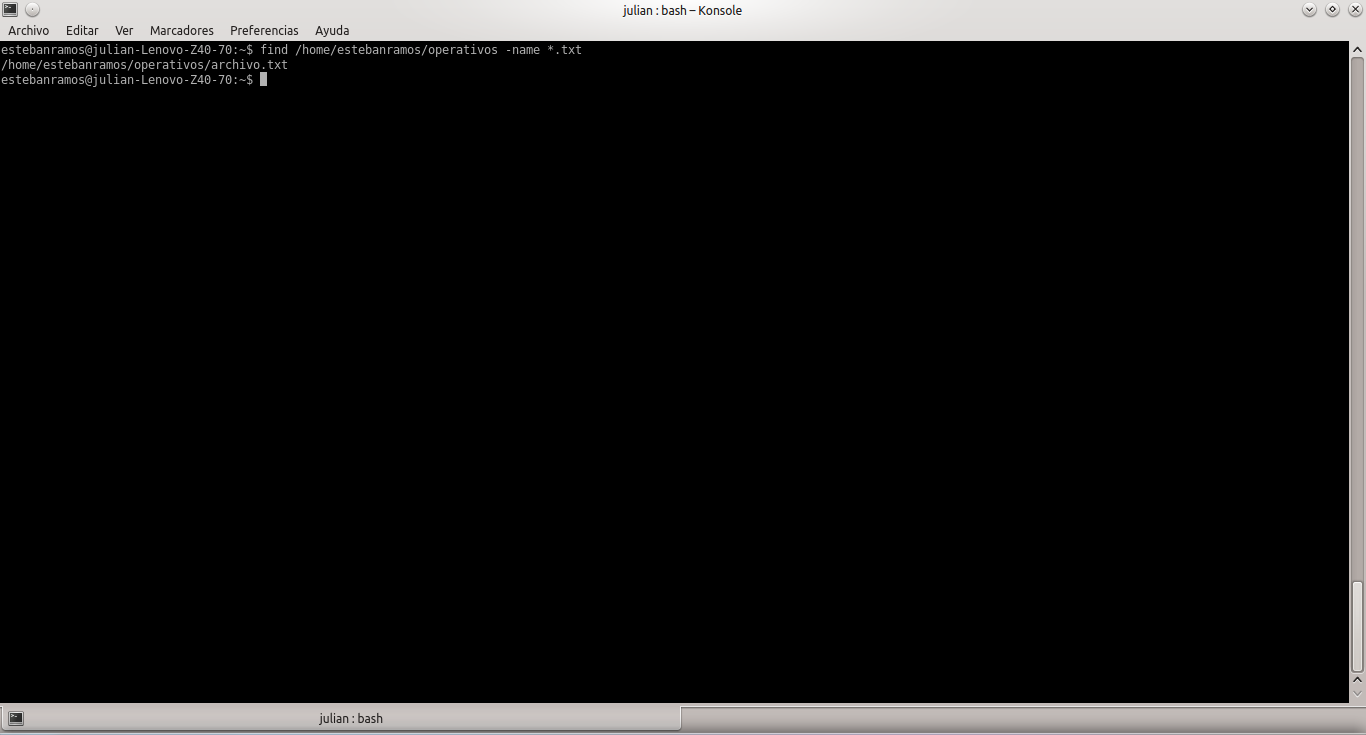 julian : bash – Konsole
Archivo Editar Ver Marcadores Preferencias Ayuda
estebanramos@julian-Lenovo-Z40-70:~$ find /home/estebanramos/operativos -name *.txt
/home/estebanramos/operativos/archivo.txt
estebanramos@julian-Lenovo-Z40-70:~$
julian : bash